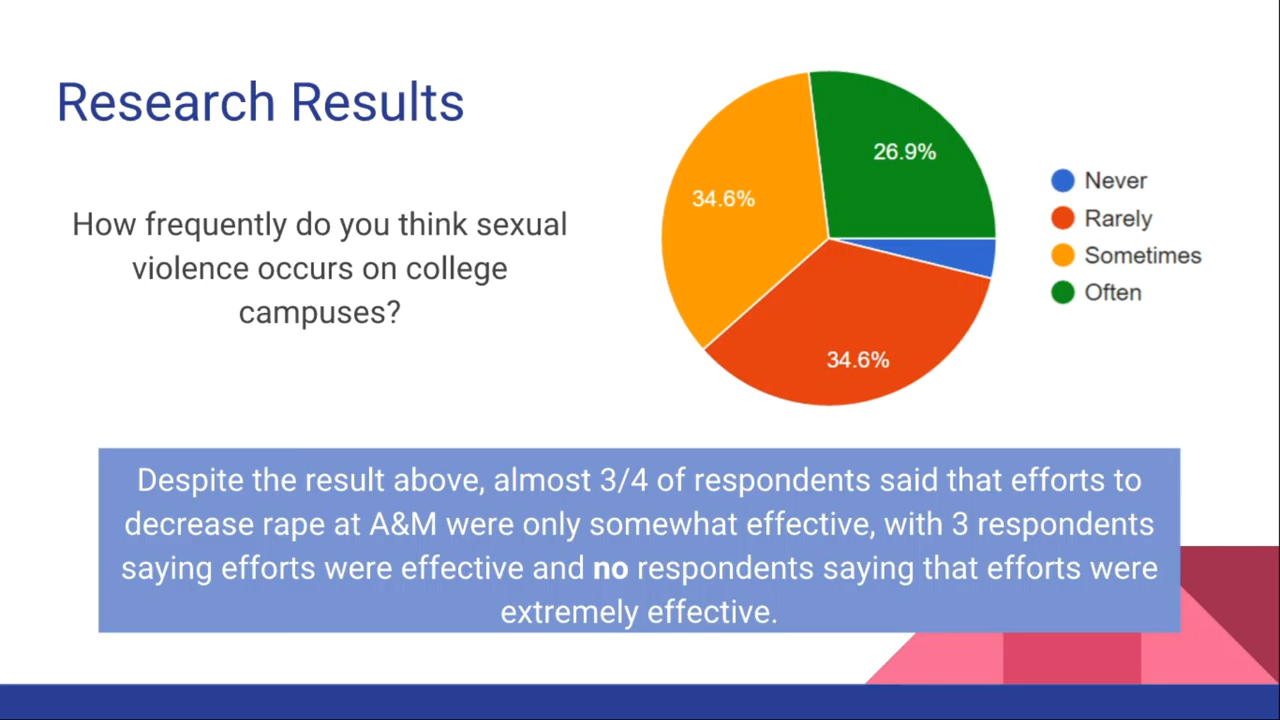 Research Results
How frequently do you think sexual
violence occurs on college
campuses?
26.9%
34.6%
34.6%
Never
Rarely
Sometimes
Often
Despite the result above, almost 3/4 of respondents said that efforts to
decrease rape at A&M were only somewhat effective, with 3 respondents
saying efforts were effective and no respondents saying that efforts were
extremely effective.